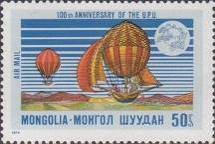 100th ANNIVERSARY OF THE U.P.U.
AIR MAIL
MONGOLIA - МОНГОЛ ШУУДАН 50